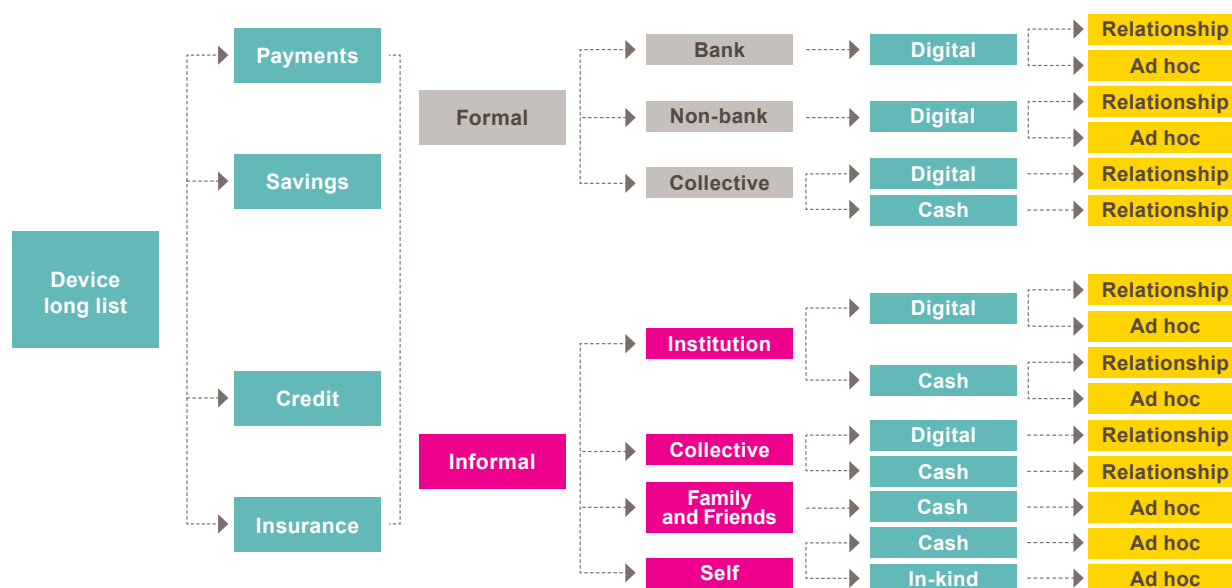 Device
long list
Payments
Savings
Credit
Insurance
Formal
Informal
Bank
Non-bank
Collective
Institution
Collective
Family
and Friends
Self
Digital
Digital
Digital
Cash
Digital
Cash
Digital
Cash
Cash
Cash
In-kind
Relationship
Ad hoc
Relationship
Ad hoc
Relationship
Relationship
Relationship
Ad hoc
Relationship
Ad hoc
Relationship
Relationship
Ad hoc
Ad hoc
Ad hoc